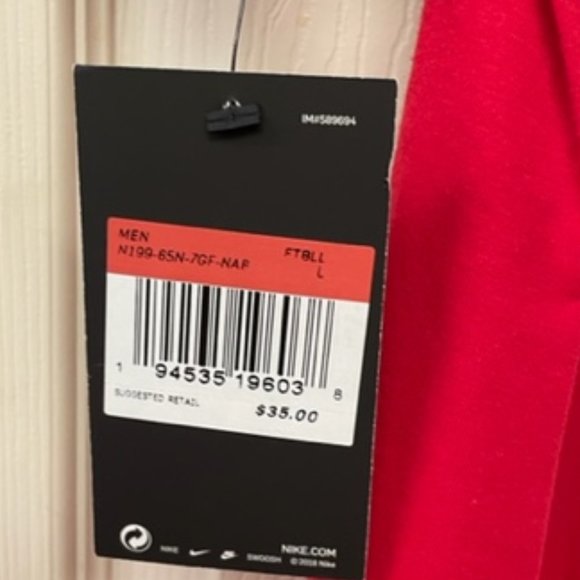 IM#589694
MEN
N199-65N-7GF-NAF FTBLL
L
1 94535 19603 8
SUGGESTED RETAIL $35.00
NIKE SWOOSH NIKE.COM
© 2018 Nike